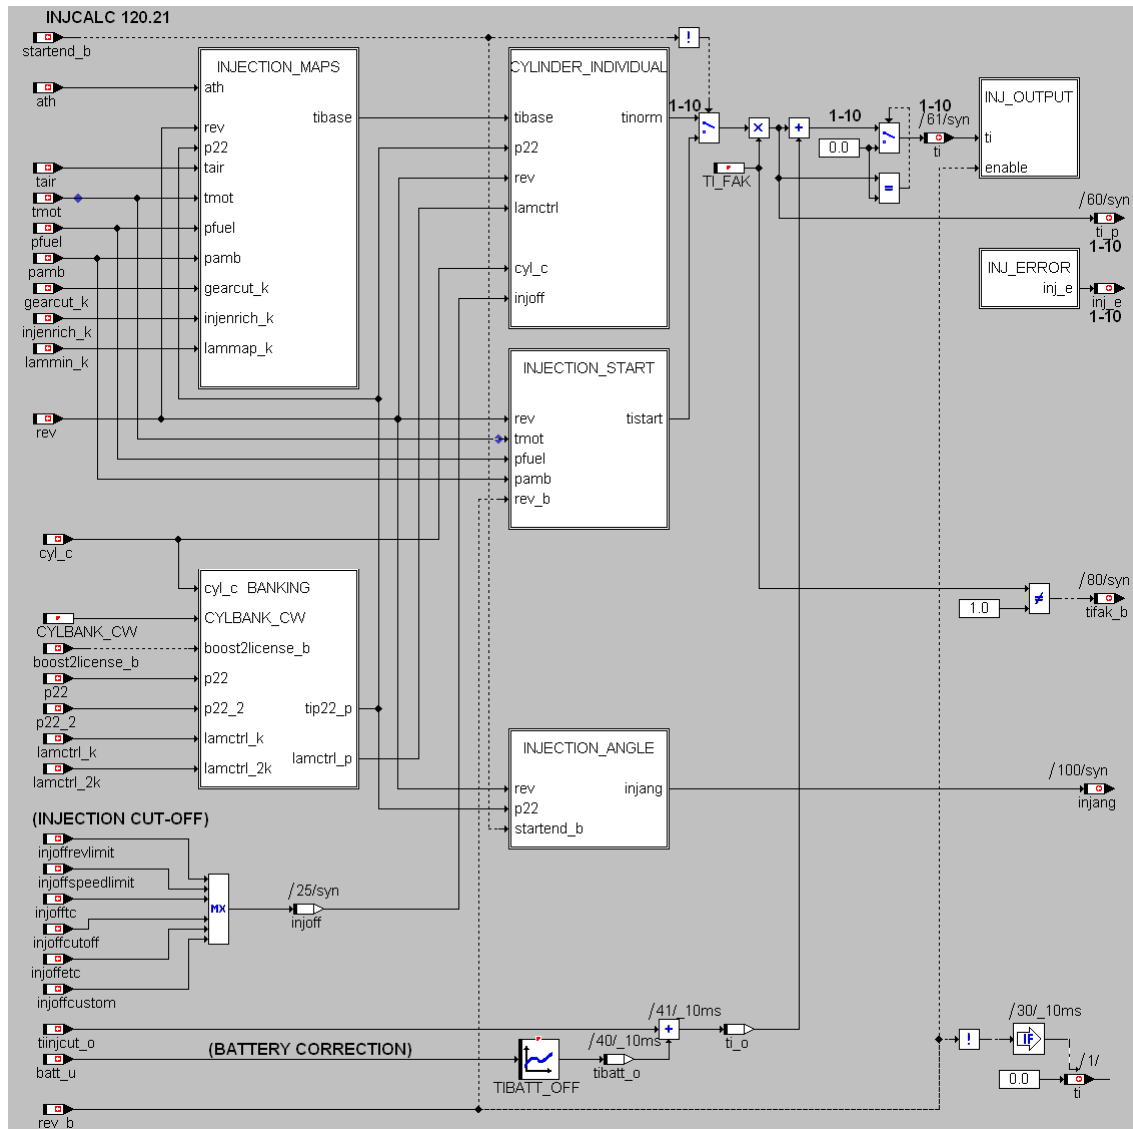 INJCALC 120.21
startend_b
!
INJECTION_MAPS
CYLINDER_INDIVIDUAL
ath
ath
tibase
rev
p22
tair
tair
tmot
tmot
pfuel
pfuel
pamb
pamb
gearcut_k
gearcut_k
injenrich_k
injenrich_k
lammap_k
lammin_k
tibase
tinorm
p22
rev
lamctrl
cyl_c
injoff
1-10
×
+
1-10
1-10
/61/syn
ti
0.0
=
TI_FAK
INJ_OUTPUT
ti
enable
/60/syn
ti_p
1-10
INJ_ERROR
inj_e
inj_e
1-10
INJECTION_START
rev
rev
tistart
tmot
pfuel
pamb
rev_b
cyl_c
cyl_c BANKING
CYLBANK_CW
CYLBANK_CW
boost2license_b
boost2license_b
p22
p22
p22_2
p22_2
tip22_p
lamctrl_k
lamctrl_k
lamctrl_p
lamctrl_2k
lamctrl_2k
1.0
≠
/80/syn
tifak_b
INJECTION_ANGLE
rev
injang
p22
startend_b
/100/syn
injang
(INJECTION CUT-OFF)
injoffrevlimit
injoffspeedlimit
injofftc
injoffcutoff
injoffetc
injoffcustom
MX
/25/syn
injoff
tiinjcut_o
(BATTERY CORRECTION)
batt_u
TIBATT_OFF
/40/_10ms
tibatt_o
/41/_10ms
+
ti_o
!
/30/_10ms
IF
0.0
/1/
ti
rev_b